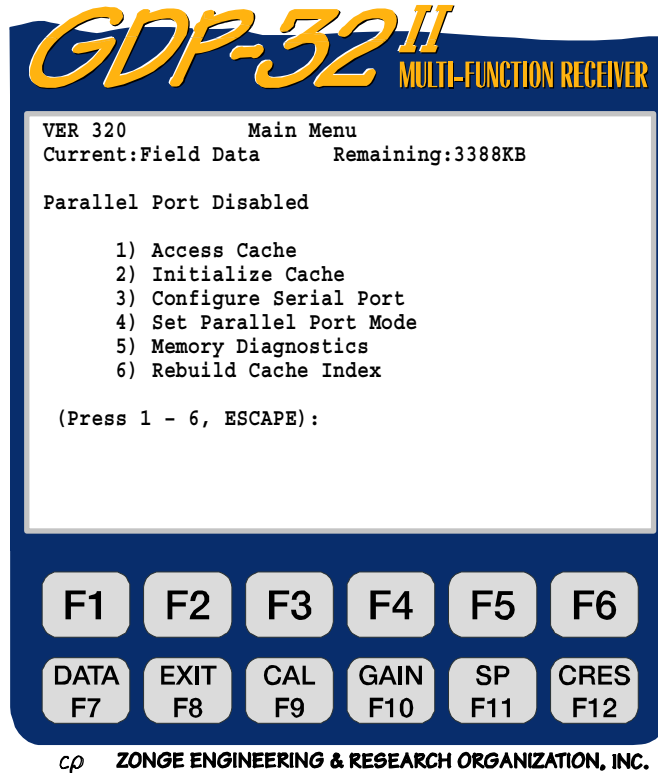 GDP-32 II
MULTI-FUNCTION RECEIVER
VER 320 Main Menu
Current:Field Data Remaining:3388KB
Parallel Port Disabled
1) Access Cache
2) Initialize Cache
3) Configure Serial Port
4) Set Parallel Port Mode
5) Memory Diagnostics
6) Rebuild Cache Index
(Press 1 - 6, ESCAPE):
F1 F2 F3 F4 F5 F6
DATA EXIT CAL GAIN SP CRES
F7 F8 F9 F10 F11 F12
ZONGE ENGINEERING & RESEARCH ORGANIZATION, INC.